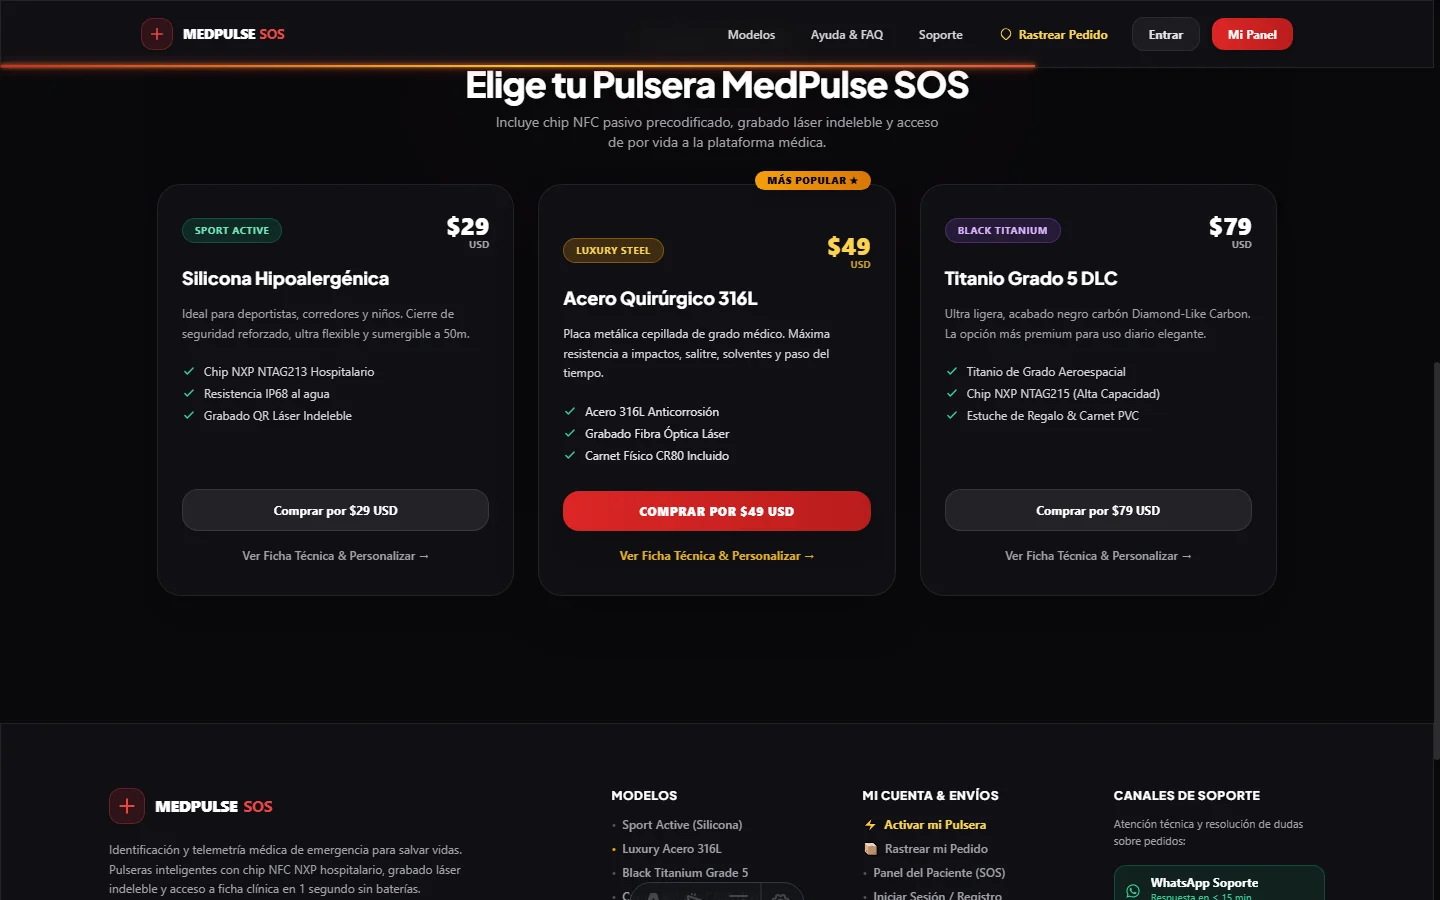 MEDPULSE SOS
Modelos
Ayuda & FAQ
Soporte
Rastrear Pedido
Entrar
Mi Panel
Elige tu Pulsera MedPulse SOS
Incluye chip NFC pasivo precodificado, grabado láser indeleble y acceso
de por vida a la plataforma médica.
SPORT ACTIVE
$29
USD
Silicona Hipoalergénica
Ideal para deportistas, corredores y niños. Cierre de
seguridad reforzado, ultra flexible y sumergible a 50m.
Chip NXP NTAG213 Hospitalario
Resistencia IP68 al agua
Grabado QR Láser Indeleble
Comprar por $29 USD
Ver Ficha Técnica & Personalizar →
MÁS POPULAR ★
LUXURY STEEL
$49
USD
Acero Quirúrgico 316L
Placa metálica cepillada de grado médico. Máxima
resistencia a impactos, salitre, solventes y paso del
tiempo.
Acero 316L Anticorrosión
Grabado Fibra Óptica Láser
Carnet Físico CR80 Incluido
COMPRAR POR $49 USD
Ver Ficha Técnica & Personalizar →
BLACK TITANIUM
$79
USD
Titanio Grado 5 DLC
Ultra ligera, acabado negro carbón Diamond-Like Carbon.
La opción más premium para uso diario elegante.
Titanio de Grado Aeroespacial
Chip NXP NTAG215 (Alta Capacidad)
Estuche de Regalo & Carnet PVC
Comprar por $79 USD
Ver Ficha Técnica & Personalizar →
MEDPULSE SOS
Identificación y telemetría médica de emergencia para salvar vidas.
Pulseras inteligentes con chip NFC NXP hospitalario, grabado láser
indeleble y acceso a ficha clínica en 1 segundo sin baterías.
MODELOS
• Sport Active (Silicona)
• Luxury Acero 316L
• Black Titanium Grade 5
MI CUENTA & ENVÍOS
Activar mi Pulsera
Rastrear mi Pedido
• Panel del Paciente (SOS)
• Iniciar Sesión / Registro
CANALES DE SOPORTE
Atención técnica y resolución de dudas
sobre pedidos:
WhatsApp Soporte
Respuesta en < 15 min